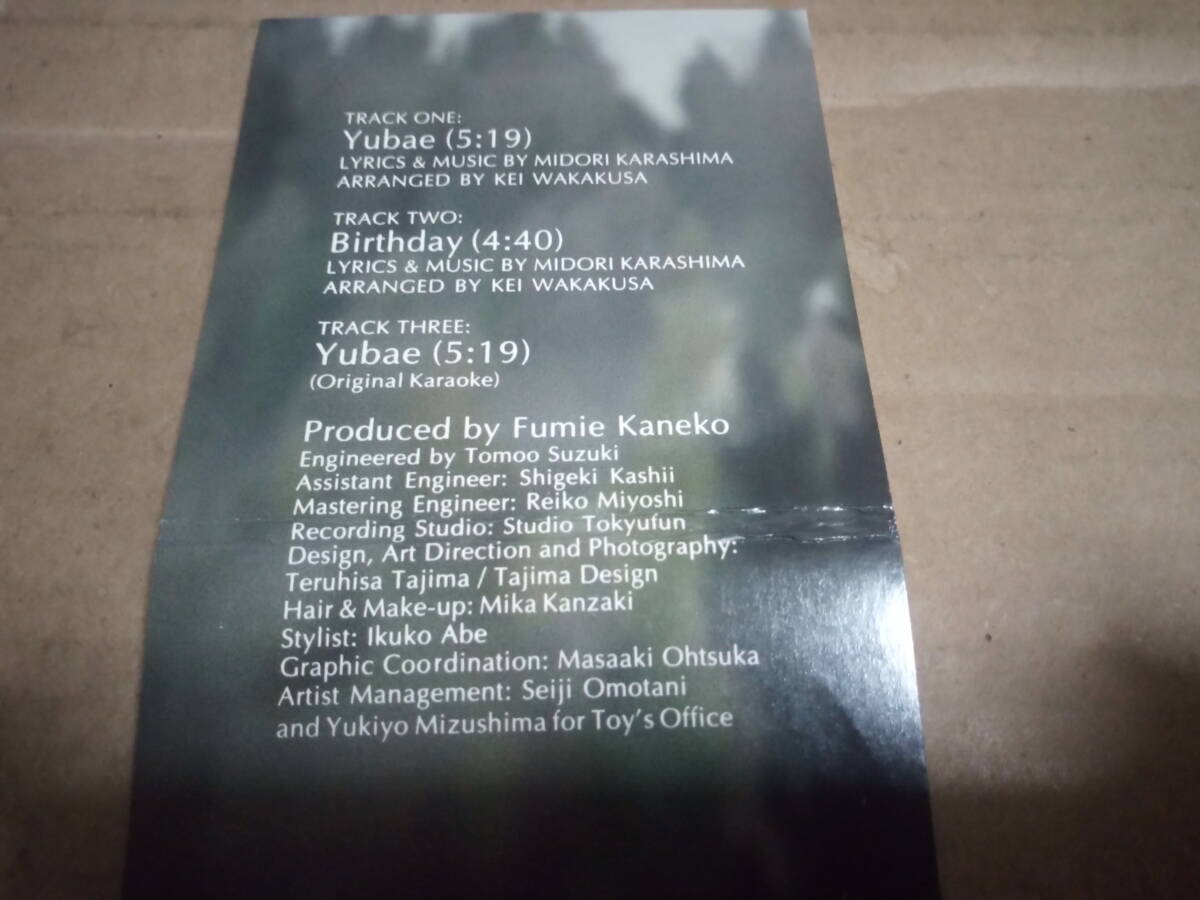 TRACK ONE:
Yubae (5:19)
LYRICS & MUSIC BY MIDORI KARASHIMA
ARRANGED BY KEI WAKAKUSA
TRACK TWO:
Birthday (4:40)
LYRICS & MUSIC BY MIDORI KARASHIMA
ARRANGED BY KEI WAKAKUSA
TRACK THREE:
Yubae (5:19)
(Original Karaoke)
Produced by Fumie Kaneko
Engineered by Tomoo Suzuki
Assistant Engineer: Shigeki Kashii
Mastering Engineer: Reiko Miyoshi
Recording Studio: Studio Tokyufun
Design, Art Direction and Photography:
Teruhisa Tajima / Tajima Design
Hair & Make-up: Mika Kanzaki
Stylist: Ikuko Abe
Graphic Coordination: Masaaki Ohtsuka
Artist Management: Seiji Omotani
and Yukiyo Mizushima for Toy's Office